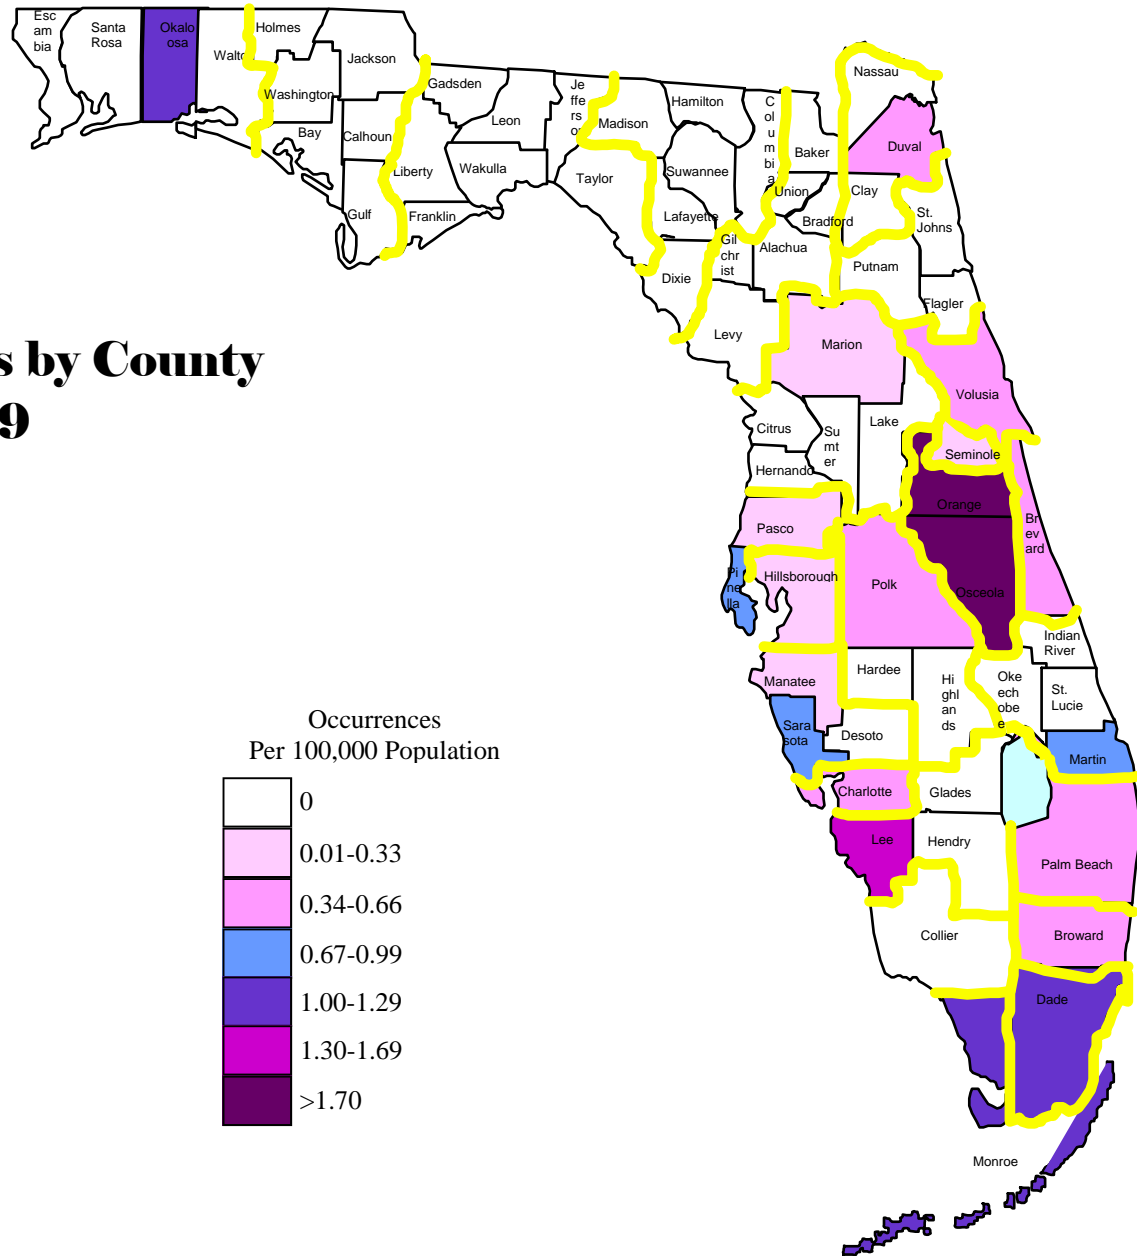 Esc
am
bia
Santa
Rosa
Okalo
osa
Walto
Holmes
Washington
Jackson
Bay
Calhoun
Gulf
Gadsden
Liberty
Franklin
Leon
Wakulla
Je
ffe
rs
o
Madison
Taylor
Hamilton
Suwannee
Lafayette
Dixie
C
ol
u
m
bi
a
Baker
Union
Bradford
Gil
chr
ist
Alachua
Levy
Nassau
Duval
Clay
St.
Johns
Putnam
Flagler
Marion
Volusia
s by County
9
Citrus
Su
mt
er
Lake
Hernando
Seminole
Orange
Br
ev
ard
Pasco
Pi
ne
lla
Hillsborough
Polk
Osceola
Indian
River
Manatee
Hardee
Hi
ghl
an
ds
Oke
ech
obe
e
St.
Lucie
Sara
sota
Desoto
Martin
Charlotte
Glades
Lee
Hendry
Palm Beach
Collier
Broward
Dade
Monroe
Occurrences
Per 100,000 Population
0
0.01-0.33
0.34-0.66
0.67-0.99
1.00-1.29
1.30-1.69
>1.70